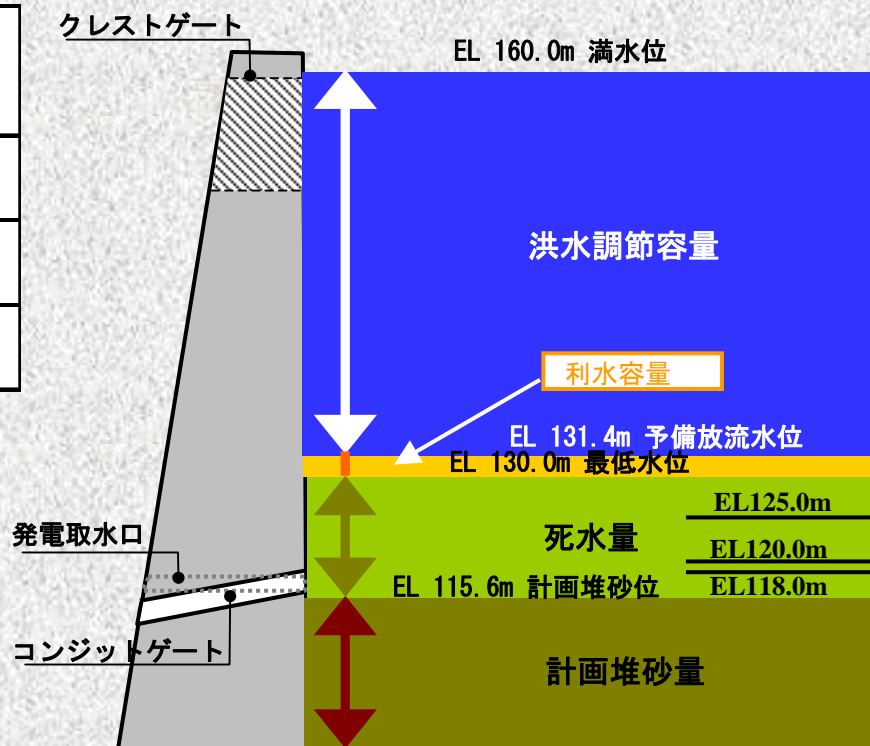 クレストゲート
EL 160.0m 満水位
洪水調節容量
利水容量
EL 131.4m 予備放流水位
EL 130.0m 最低水位
EL125.0m
発電取水口
死水量
EL120.0m
EL 115.6m 計画堆砂位
EL118.0m
コンジットゲート
計画堆砂量